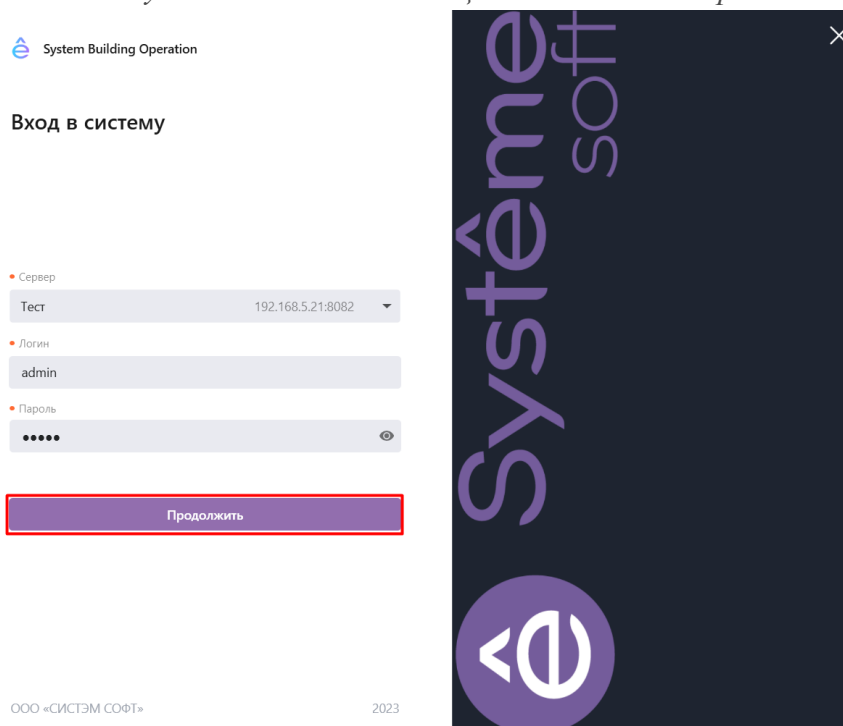 System Building Operation
Вход в систему
Сервер
Тест 192.168.5.21:8082
Логин
admin
Пароль
•••••
Продолжить
ООО «СИСТЭМ СОФТ» 2023
Systême
soft
ê